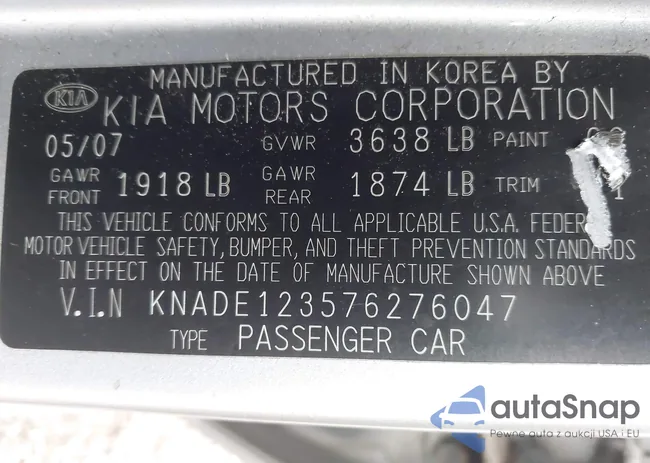 MANUFACTURED IN KOREA BY
KIA KIA MOTORS CORPORATION
05/07 GVWR 3638 LB PAINT
GAWR FRONT 1918 LB GAWR REAR 1874 LB TRIM
THIS VEHICLE CONFORMS TO ALL APPLICABLE U.S.A.
MOTOR VEHICLE SAFETY, BUMPER, AND THEFT PREVENTION STANDARDS
IN EFFECT ON THE DATE OF MANUFACTURE SHOWN ABOVE
V.I.N KNADE123576276047
TYPE PASSENGER CAR
autoSnap
Pewne auta z aukcji USA i EU